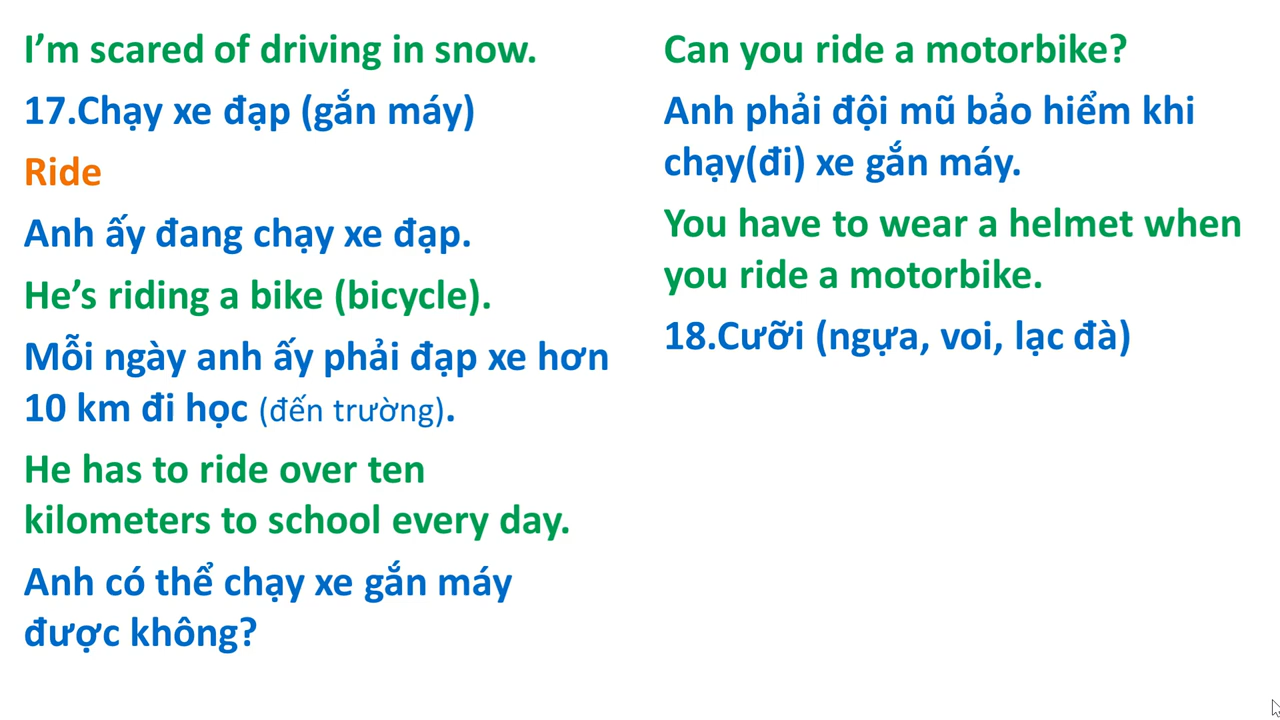 I’m scared of driving in snow.
17.Chạy xe đạp (gắn máy)
Ride
Anh ấy đang chạy xe đạp.
He’s riding a bike (bicycle).
Mỗi ngày anh ấy phải đạp xe hơn
10 km đi học (đến trường).
He has to ride over ten
kilometers to school every day.
Anh có thể chạy xe gắn máy
được không?
Can you ride a motorbike?
Anh phải đội mũ bảo hiểm khi
chạy(đi) xe gắn máy.
You have to wear a helmet when
you ride a motorbike.
18.Cưỡi (ngựa, voi, lạc đà)